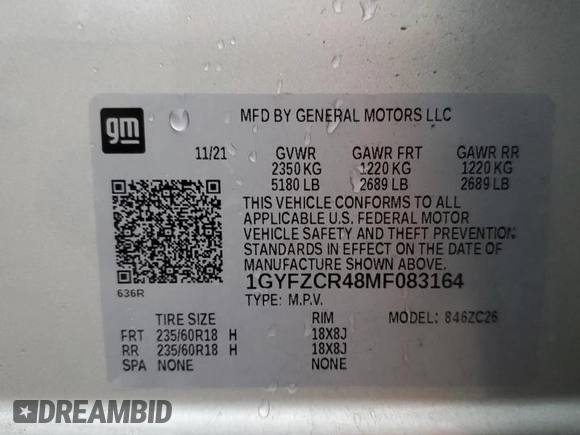 gm
MFD BY GENERAL MOTORS LLC
11/21 GVWR GAWR FRT GAWR RR
2350 KG 1220 KG 1220 KG
5180 LB 2689 LB 2689 LB
THIS VEHICLE CONFORMS TO ALL
APPLICABLE U.S. FEDERAL MOTOR
VEHICLE SAFETY AND THEFT PREVENTION
STANDARDS IN EFFECT ON THE DATE OF
MANUFACTURE SHOWN ABOVE.
636R 1GYFZCR48MF083164
TYPE: M.P.V.
TIRE SIZE RIM MODEL: 846ZC26
FRT 235/60R18 H 18X8J
RR 235/60R18 H 18X8J
SPA NONE NONE
DREAMBID